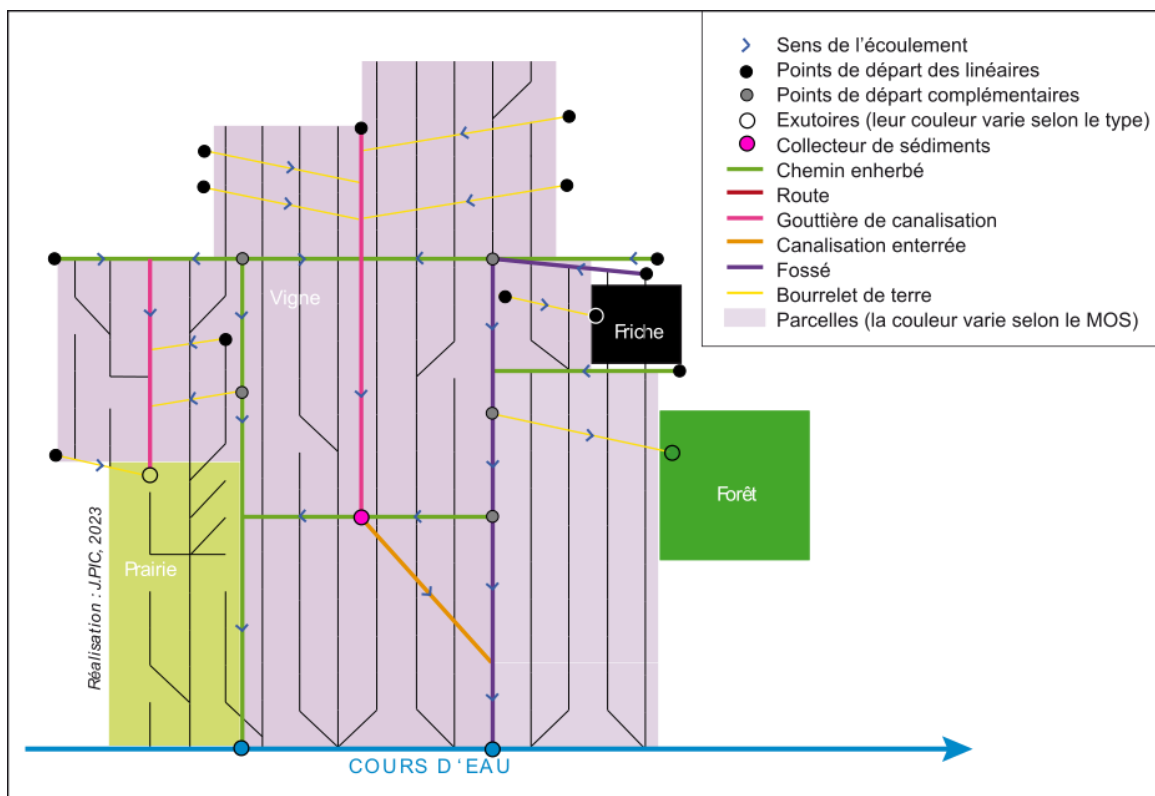 Sens de l'écoulement
Points de départ des linéaires
Points de départ complémentaires
Exutoires (leur couleur varie selon le type)
Collecteur de sédiments
Chemin enherbé
Route
Gouttière de canalisation
Canalisation enterrée
Fossé
Bourrelet de terre
Parcelles (la couleur varie selon le MOS)
Vigne
Friche
Forêt
Prairie
Réalisation : J.PIC, 2023
COURS D'EAU